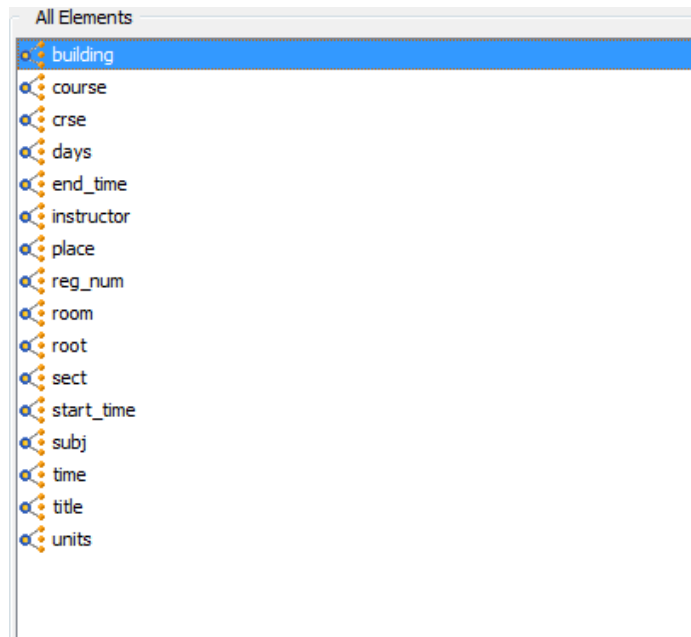 All Elements
building
course
crse
days
end_time
instructor
place
reg_num
room
root
sect
start_time
subj
time
title
units